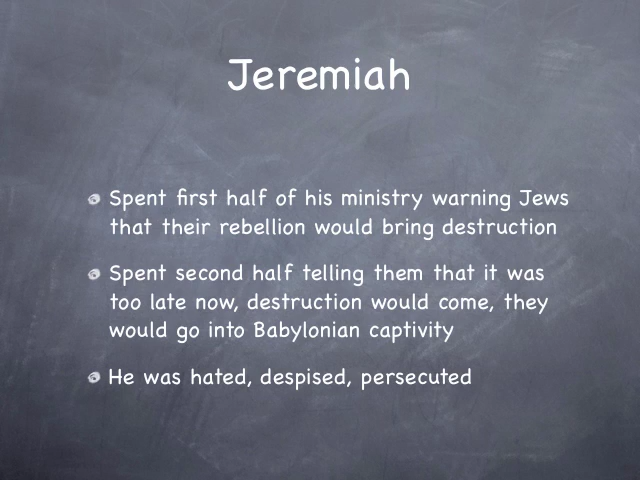 Jeremiah
Spent first half of his ministry warning Jews
that their rebellion would bring destruction
Spent second half telling them that it was
too late now, destruction would come, they
would go into Babylonian captivity
He was hated, despised, persecuted